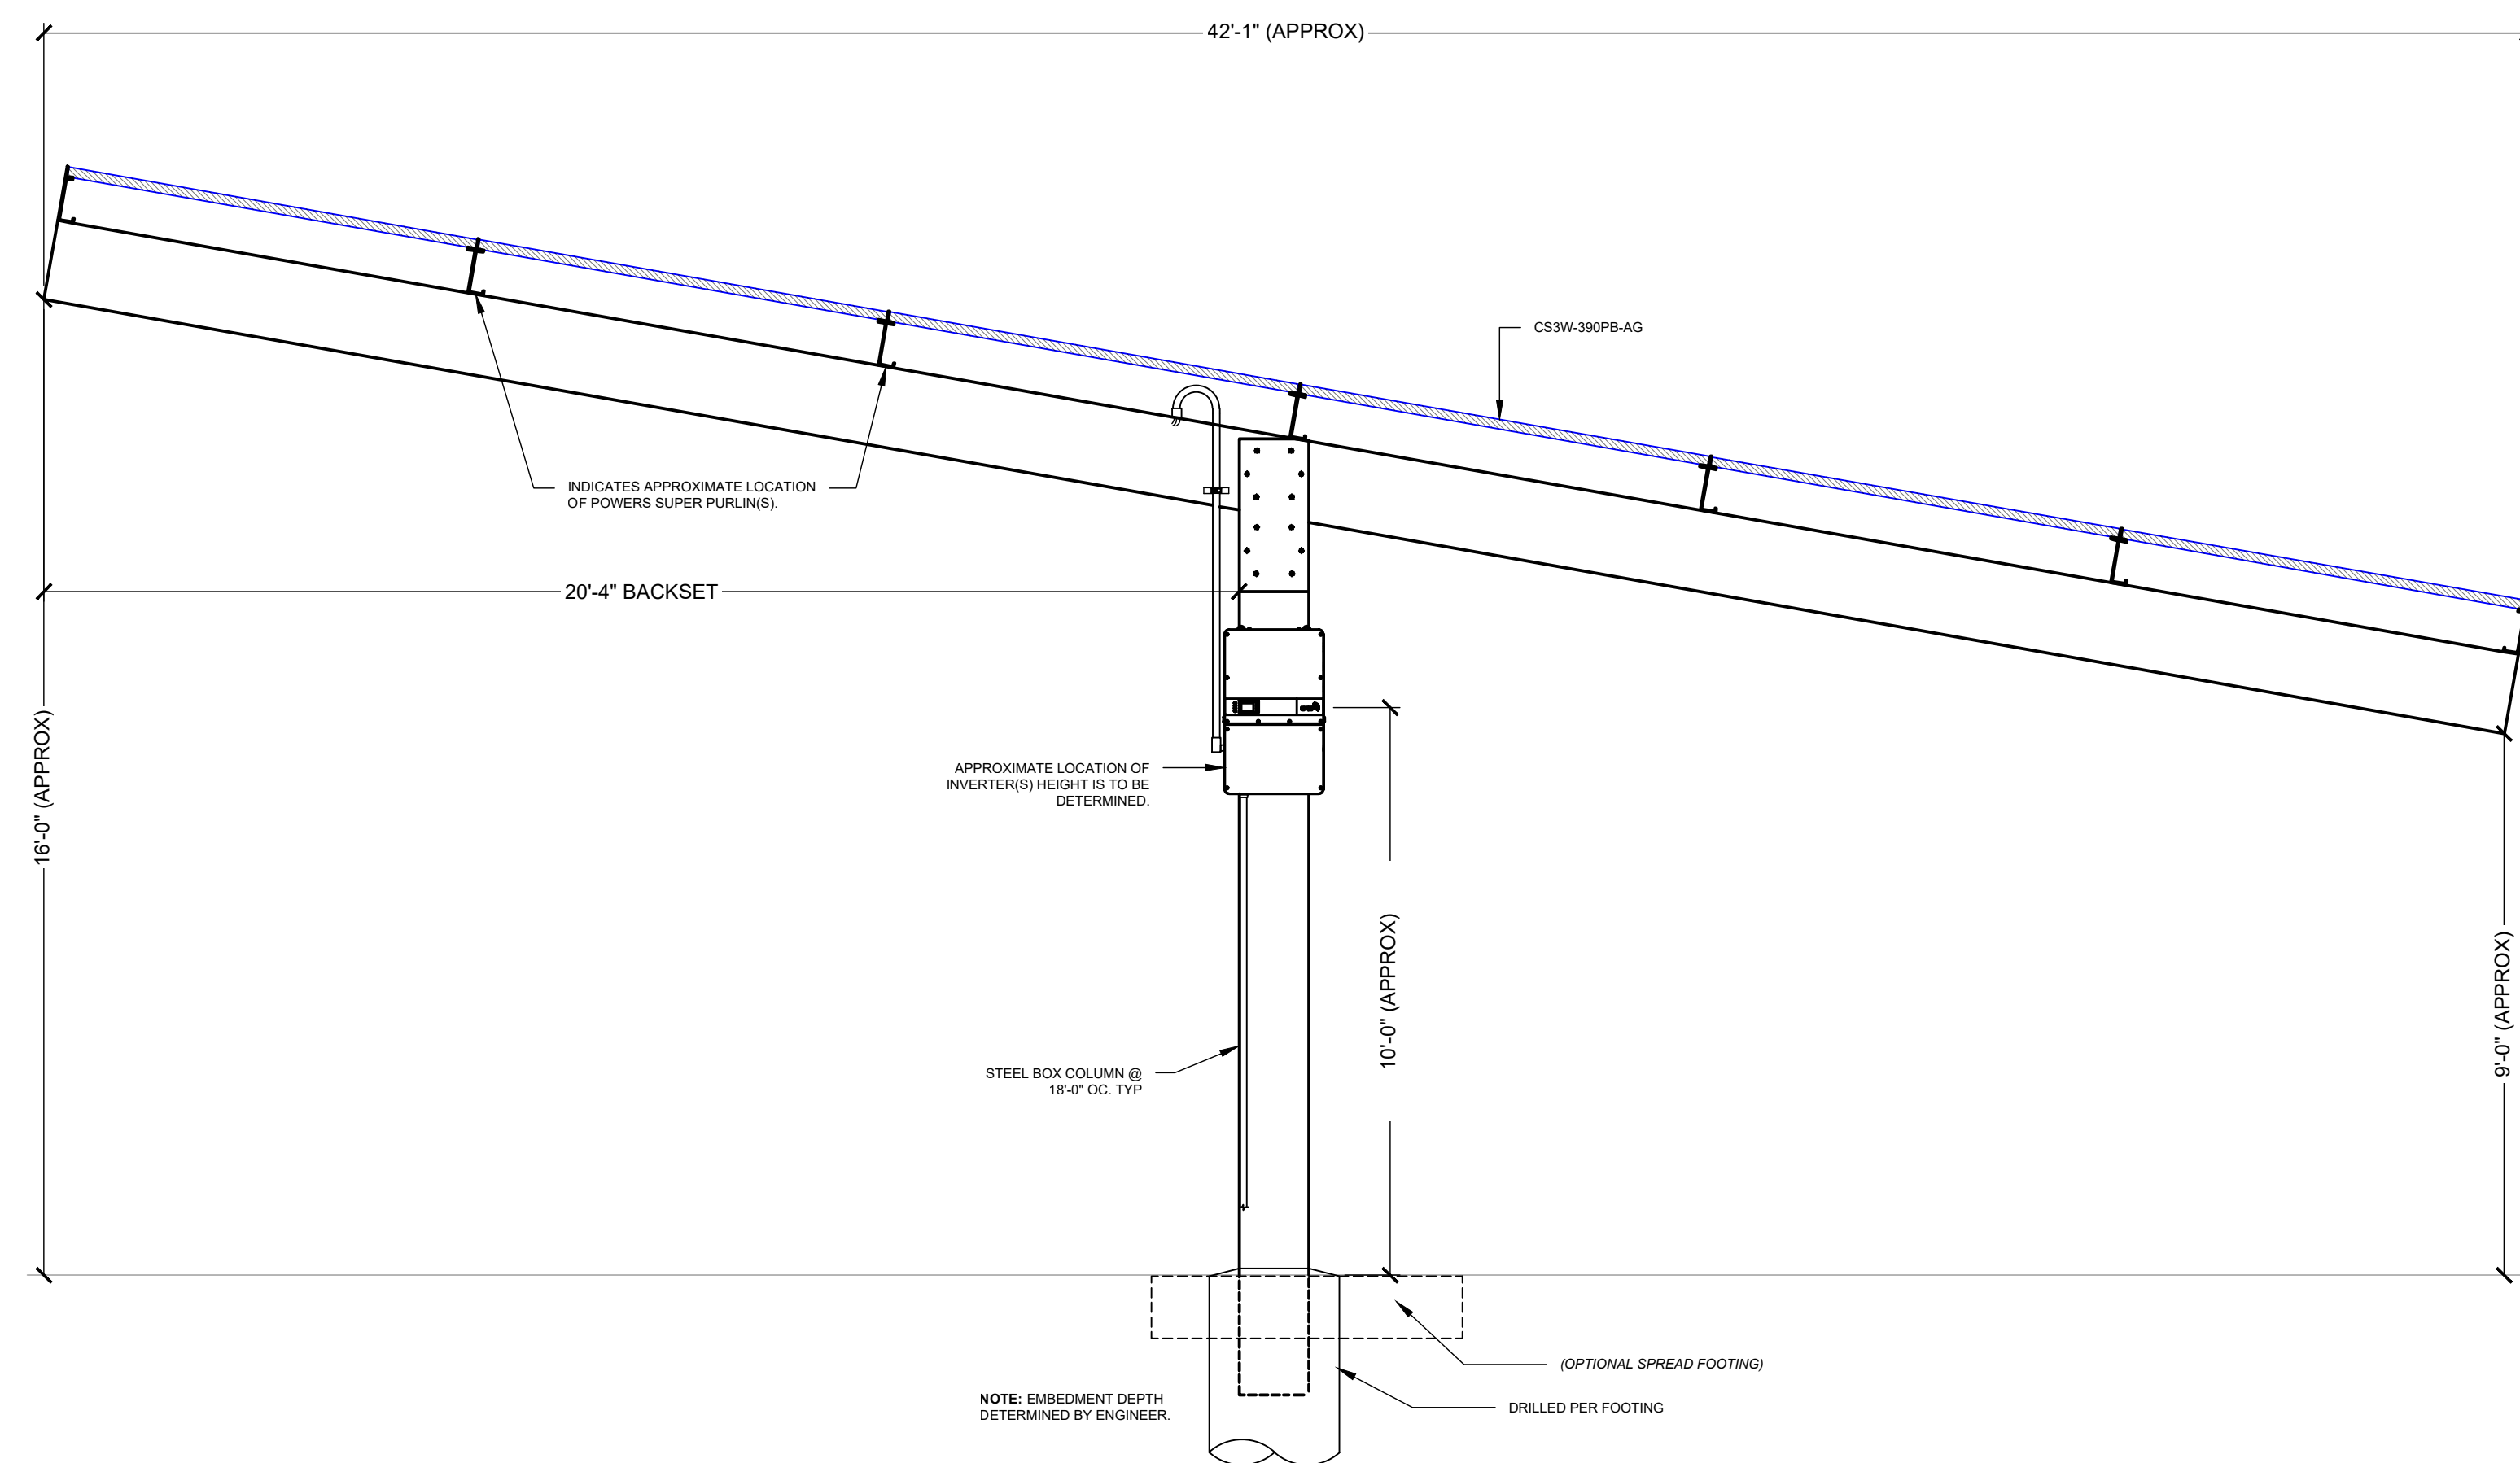 42'-1" (APPROX)
CS3W-390PB-AG
INDICATES APPROXIMATE LOCATION
OF POWERS SUPER PURLIN(S).
20'-4" BACKSET
16'-0" (APPROX)
APPROXIMATE LOCATION OF
INVERTER(S) HEIGHT IS TO BE
DETERMINED.
10'-0" (APPROX)
9'-0" (APPROX)
STEEL BOX COLUMN @
18'-0" OC. TYP
(OPTIONAL SPREAD FOOTING)
NOTE: EMBEDMENT DEPTH
DETERMINED BY ENGINEER.
DRILLED PER FOOTING